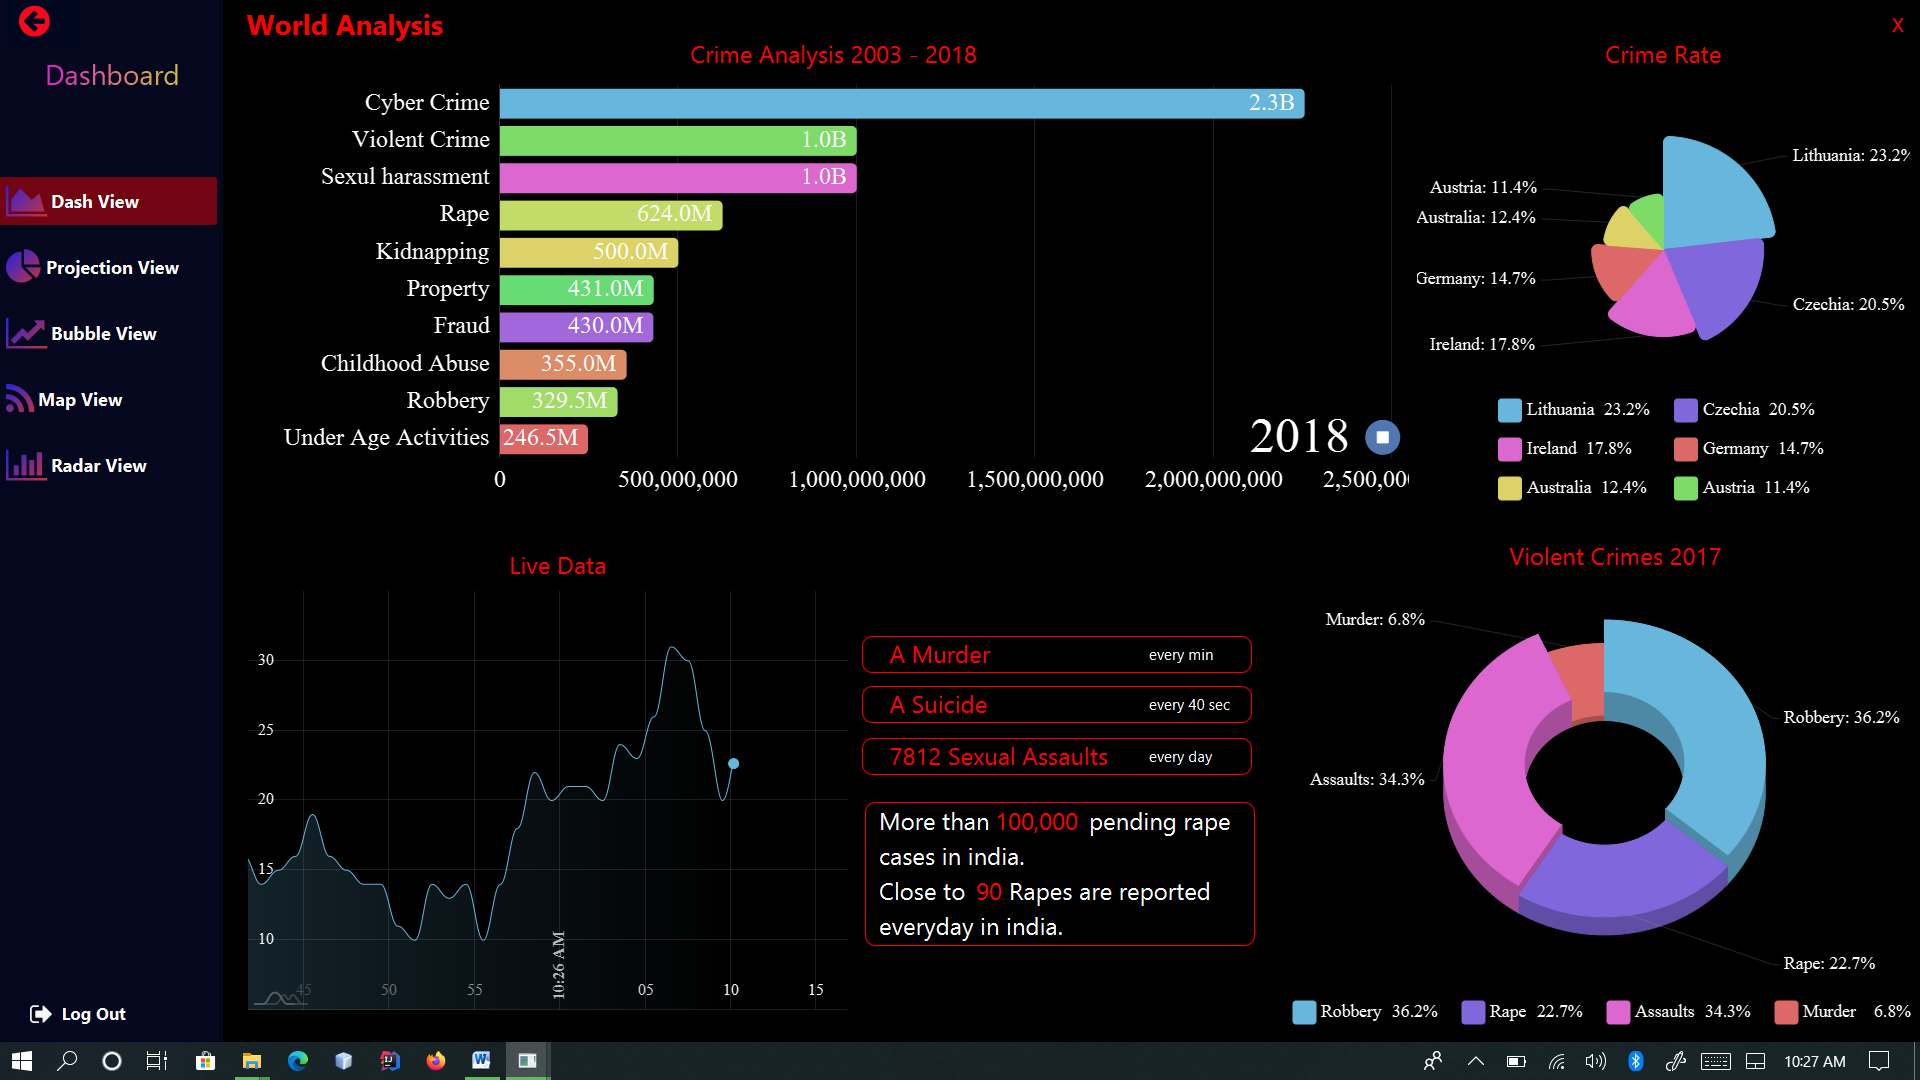 World Analysis
X
Dashboard
Dash View
Projection View
Bubble View
Map View
Radar View
Log Out
Crime Analysis 2003 - 2018
Cyber Crime 2.3B
Violent Crime 1.0B
Sexul harassment 1.0B
Rape 624.0M
Kidnapping 500.0M
Property 431.0M
Fraud 430.0M
Childhood Abuse 355.0M
Robbery 329.5M
Under Age Activities 246.5M
2018
0 500,000,000 1,000,000,000 1,500,000,000 2,000,000,000 2,500,00
Crime Rate
Lithuania: 23.2%
Austria: 11.4%
Australia: 12.4%
Germany: 14.7%
Czechia: 20.5%
Ireland: 17.8%
Lithuania 23.2% Czechia 20.5%
Ireland 17.8% Germany 14.7%
Australia 12.4% Austria 11.4%
Live Data
30
25
20
15
10
45 50 55 10:26 AM 05 10 15
A Murder every min
A Suicide every 40 sec
7812 Sexual Assaults every day
More than 100,000 pending rape
cases in india.
Close to 90 Rapes are reported
everyday in india.
Violent Crimes 2017
Murder: 6.8%
Robbery: 36.2%
Assaults: 34.3%
Rape: 22.7%
Robbery 36.2% Rape 22.7% Assaults 34.3% Murder 6.8%
10:27 AM